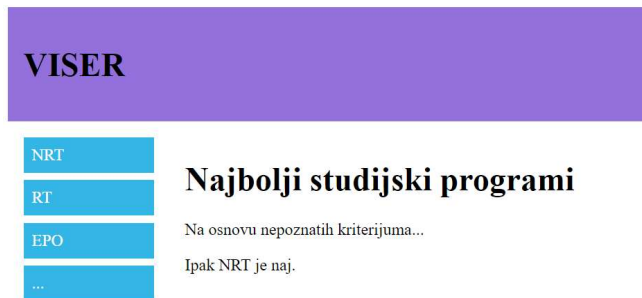 VISER
NRT
RT
EPO
...
Najbolji studijski programi
Na osnovu nepoznatih kriterijuma...
Ipak NRT je naj.